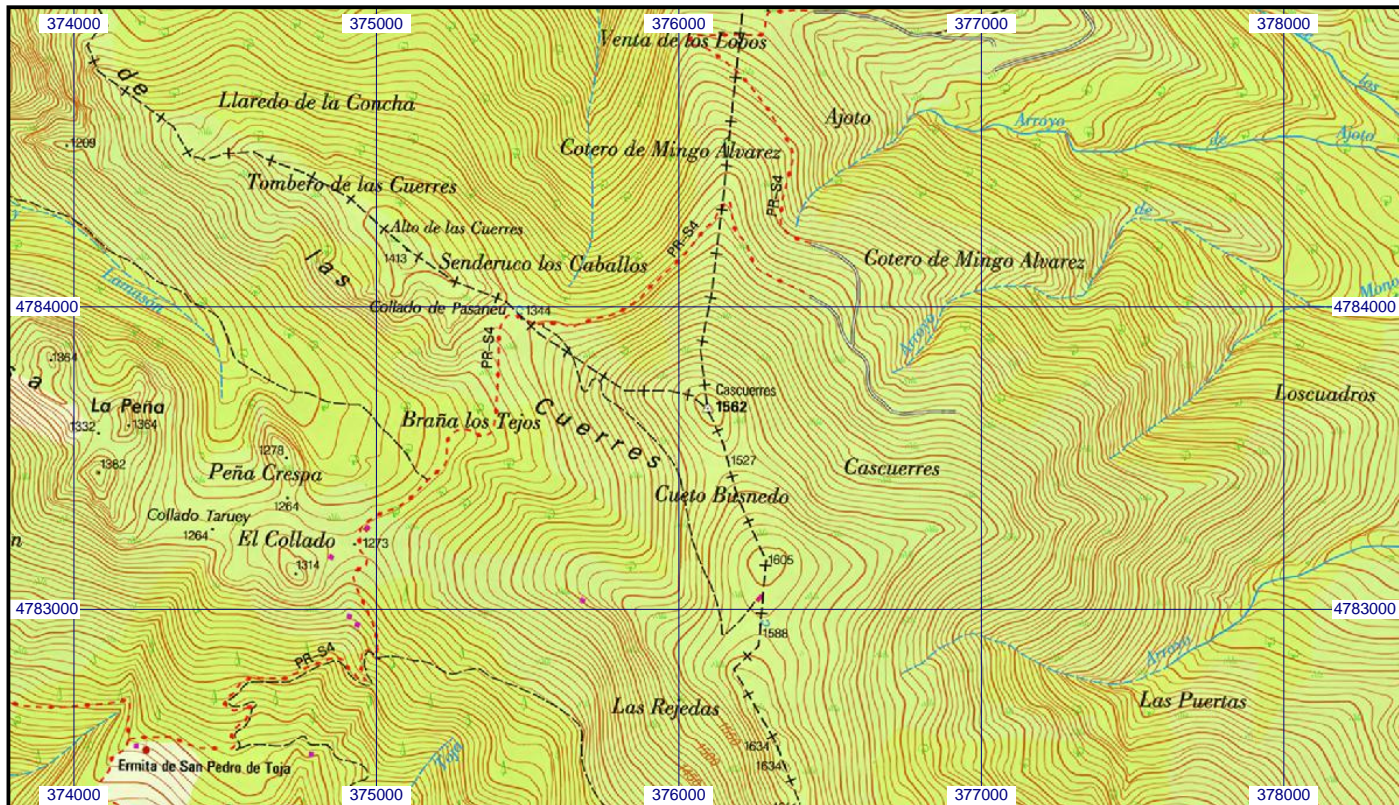 374000
375000
376000
377000
378000
Venta de los Lobos
de
los
Llaredo de la Concha
Ajoto
Arroyo
de
Ajoto
1209
Cotero de Mingo Alvarez
Tombero de las Cuerres
PR-S4
de
Alto de las Cuerres
PR-S4
1413
las
Senderuco los Caballos
Cotero de Mingo Alvarez
Lamasón
Collado de Pasaneu
1344
4784000
4784000
Arroyo
PR-S4
1364
a
La Peña
1332
1364
Cascuerres
1562
Loscuadros
Braña los Tejos
Cuerres
1278
1382
Peña Crespa
1527
Cascuerres
1264
Cueto Busnedo
Collado Taruey
1264
El Collado
1273
n
1314
1605
4783000
4783000
1588
PR-S4
Arroyo
Las Rejedas
Las Puertas
1634
Toja
Ermita de San Pedro de Toja
1634
374000
375000
376000
377000
378000